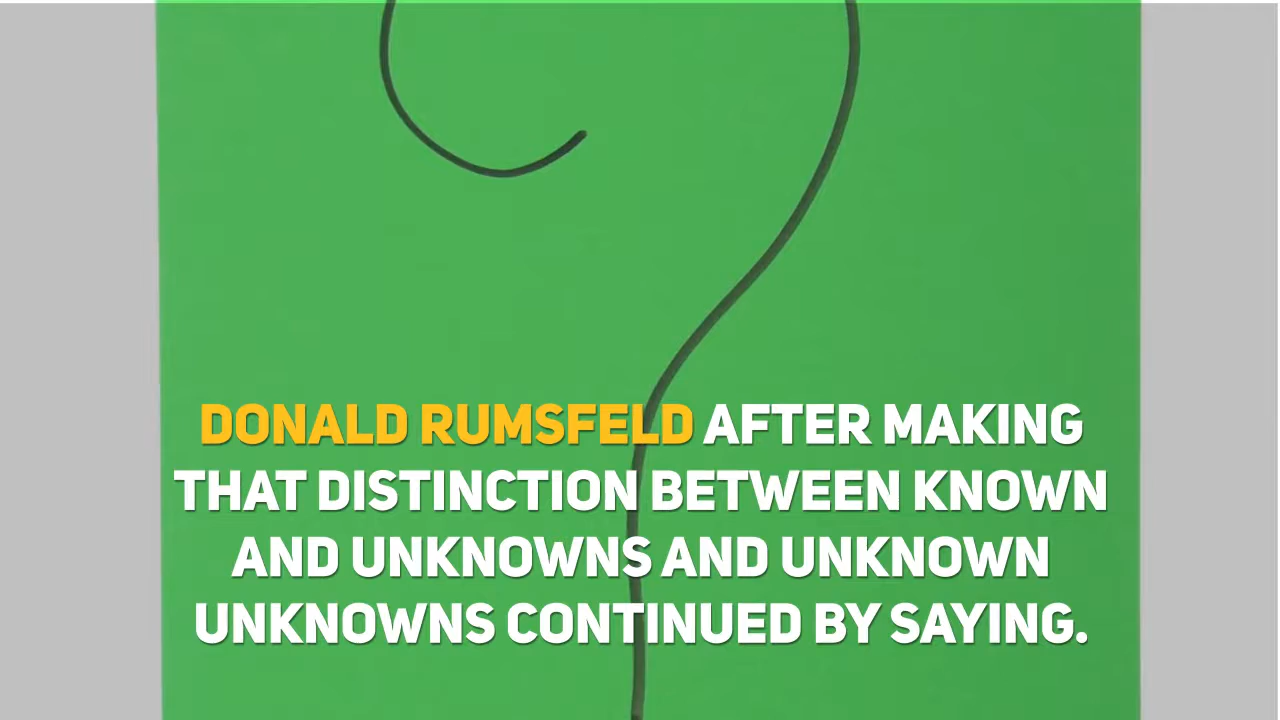 DONALD RUMSFELD AFTER MAKING
THAT DISTINCTION BETWEEN KNOWN
AND UNKNOWNS AND UNKNOWN
UNKNOWNS CONTINUED BY SAYING.